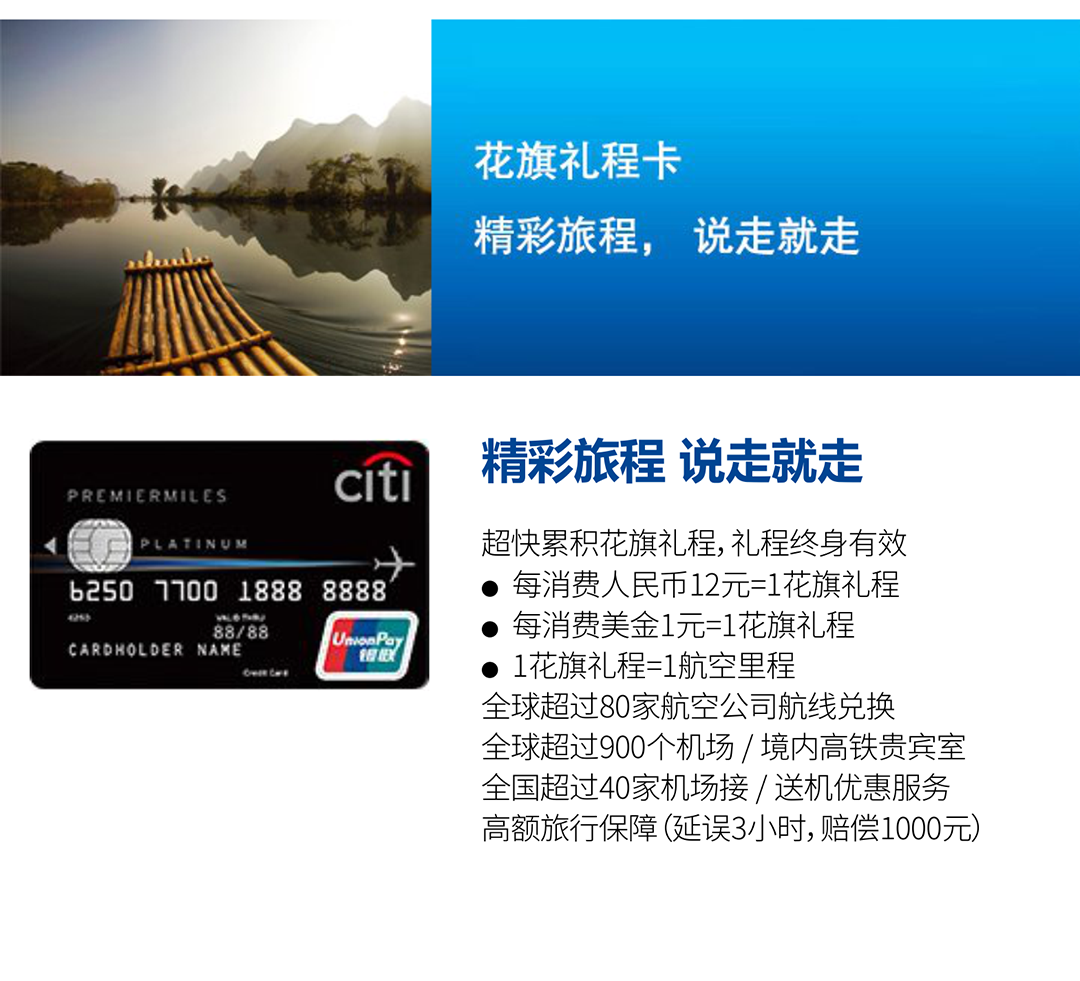 花旗礼程卡
精彩旅程， 说走就走
citi
PREMIERMILES
PLATINUM
6250 7700 1888 8888
6250
VALID THRU
88/88
CARDHOLDER NAME
Credit Card
UnionPay
银联
精彩旅程 说走就走
超快累积花旗礼程，礼程终身有效
● 每消费人民币12元=1花旗礼程
● 每消费美金1元=1花旗礼程
● 1花旗礼程=1航空里程
全球超过80家航空公司航线兑换
全球超过900个机场 / 境内高铁贵宾室
全国超过40家机场接 / 送机优惠服务
高额旅行保障（延误3小时，赔偿1000元）